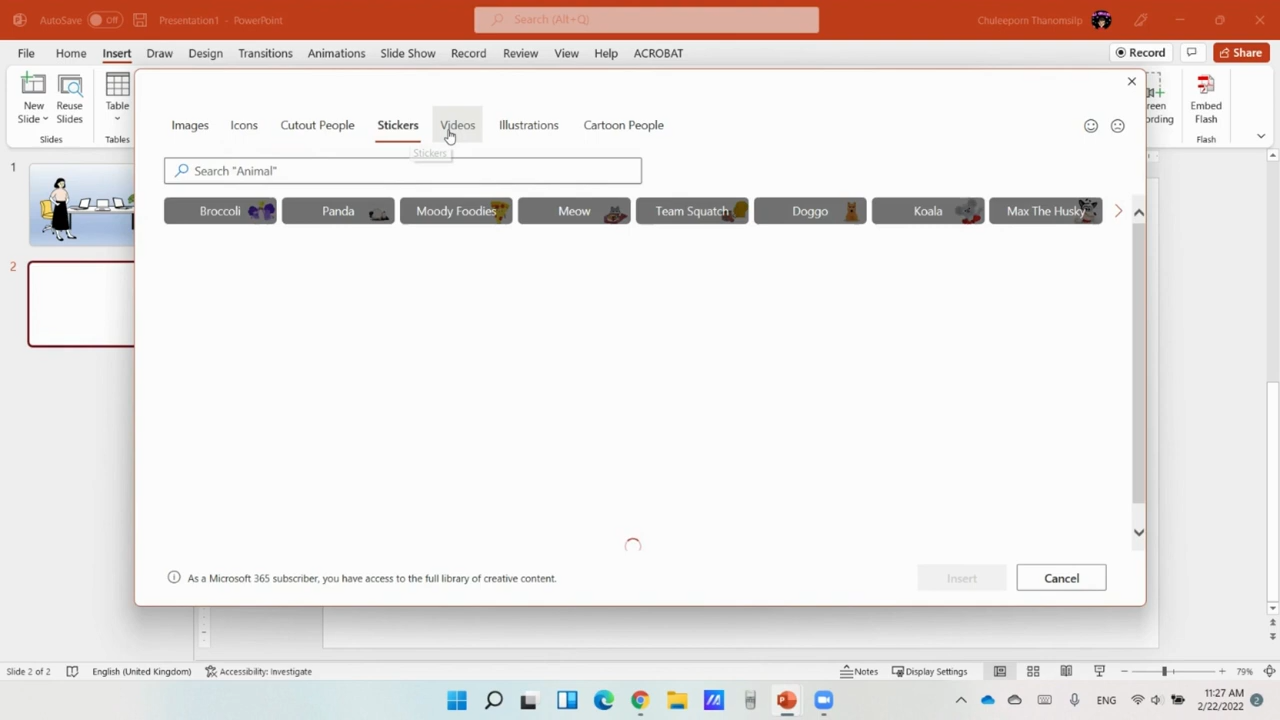 AutoSave Off Presentation1 - PowerPoint Search (Alt+Q) Chuleeporn Thanomsilp
File Home Insert Draw Design Transitions Animations Slide Show Record Review View Help ACROBAT Record Share
New Slide
Reuse Slides
Table
Embed Flash
Slides Tables Flash
Images Icons Cutout People Stickers Videos Illustrations Cartoon People
Stickers
Search "Animal"
Broccoli Panda Moody Foodies Meow Team Squatch Doggo Koala Max The Husky
1
2
As a Microsoft 365 subscriber, you have access to the full library of creative content.
Insert Cancel
Slide 2 of 2 English (United Kingdom) Accessibility: Investigate Notes Display Settings 79%
ENG 11:27 AM
2/22/2022 2